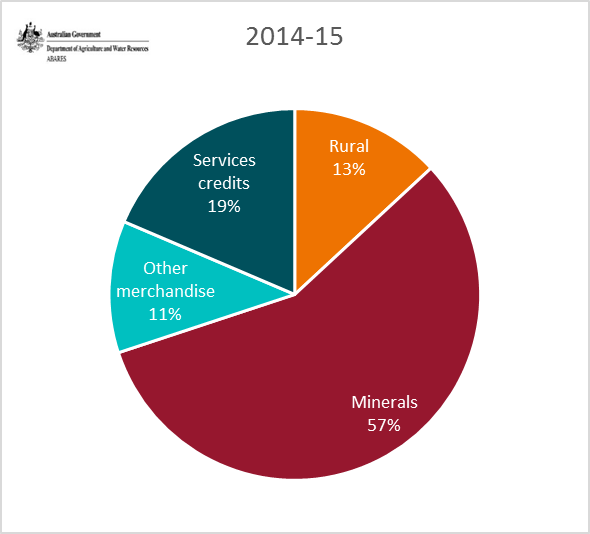 Australian Government
Department of Agriculture and Water Resources
ABARES
2014-15
Rural
13%
Services
credits
19%
Other
merchandise
11%
Minerals
57%